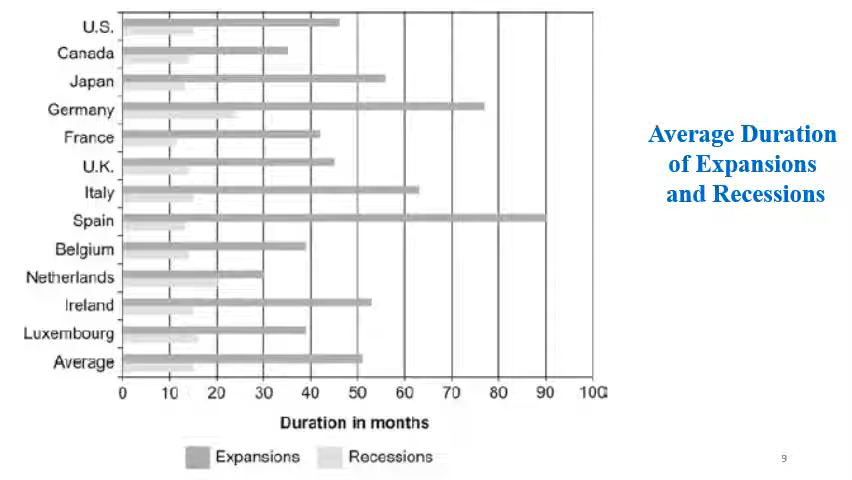 U.S.
Canada
Japan
Germany
France
U.K.
Italy
Spain
Belgium
Netherlands
Ireland
Luxembourg
Average
0 10 20 30 40 50 60 70 80 90 100
Duration in months
Expansions Recessions
Average Duration
of Expansions
and Recessions
9